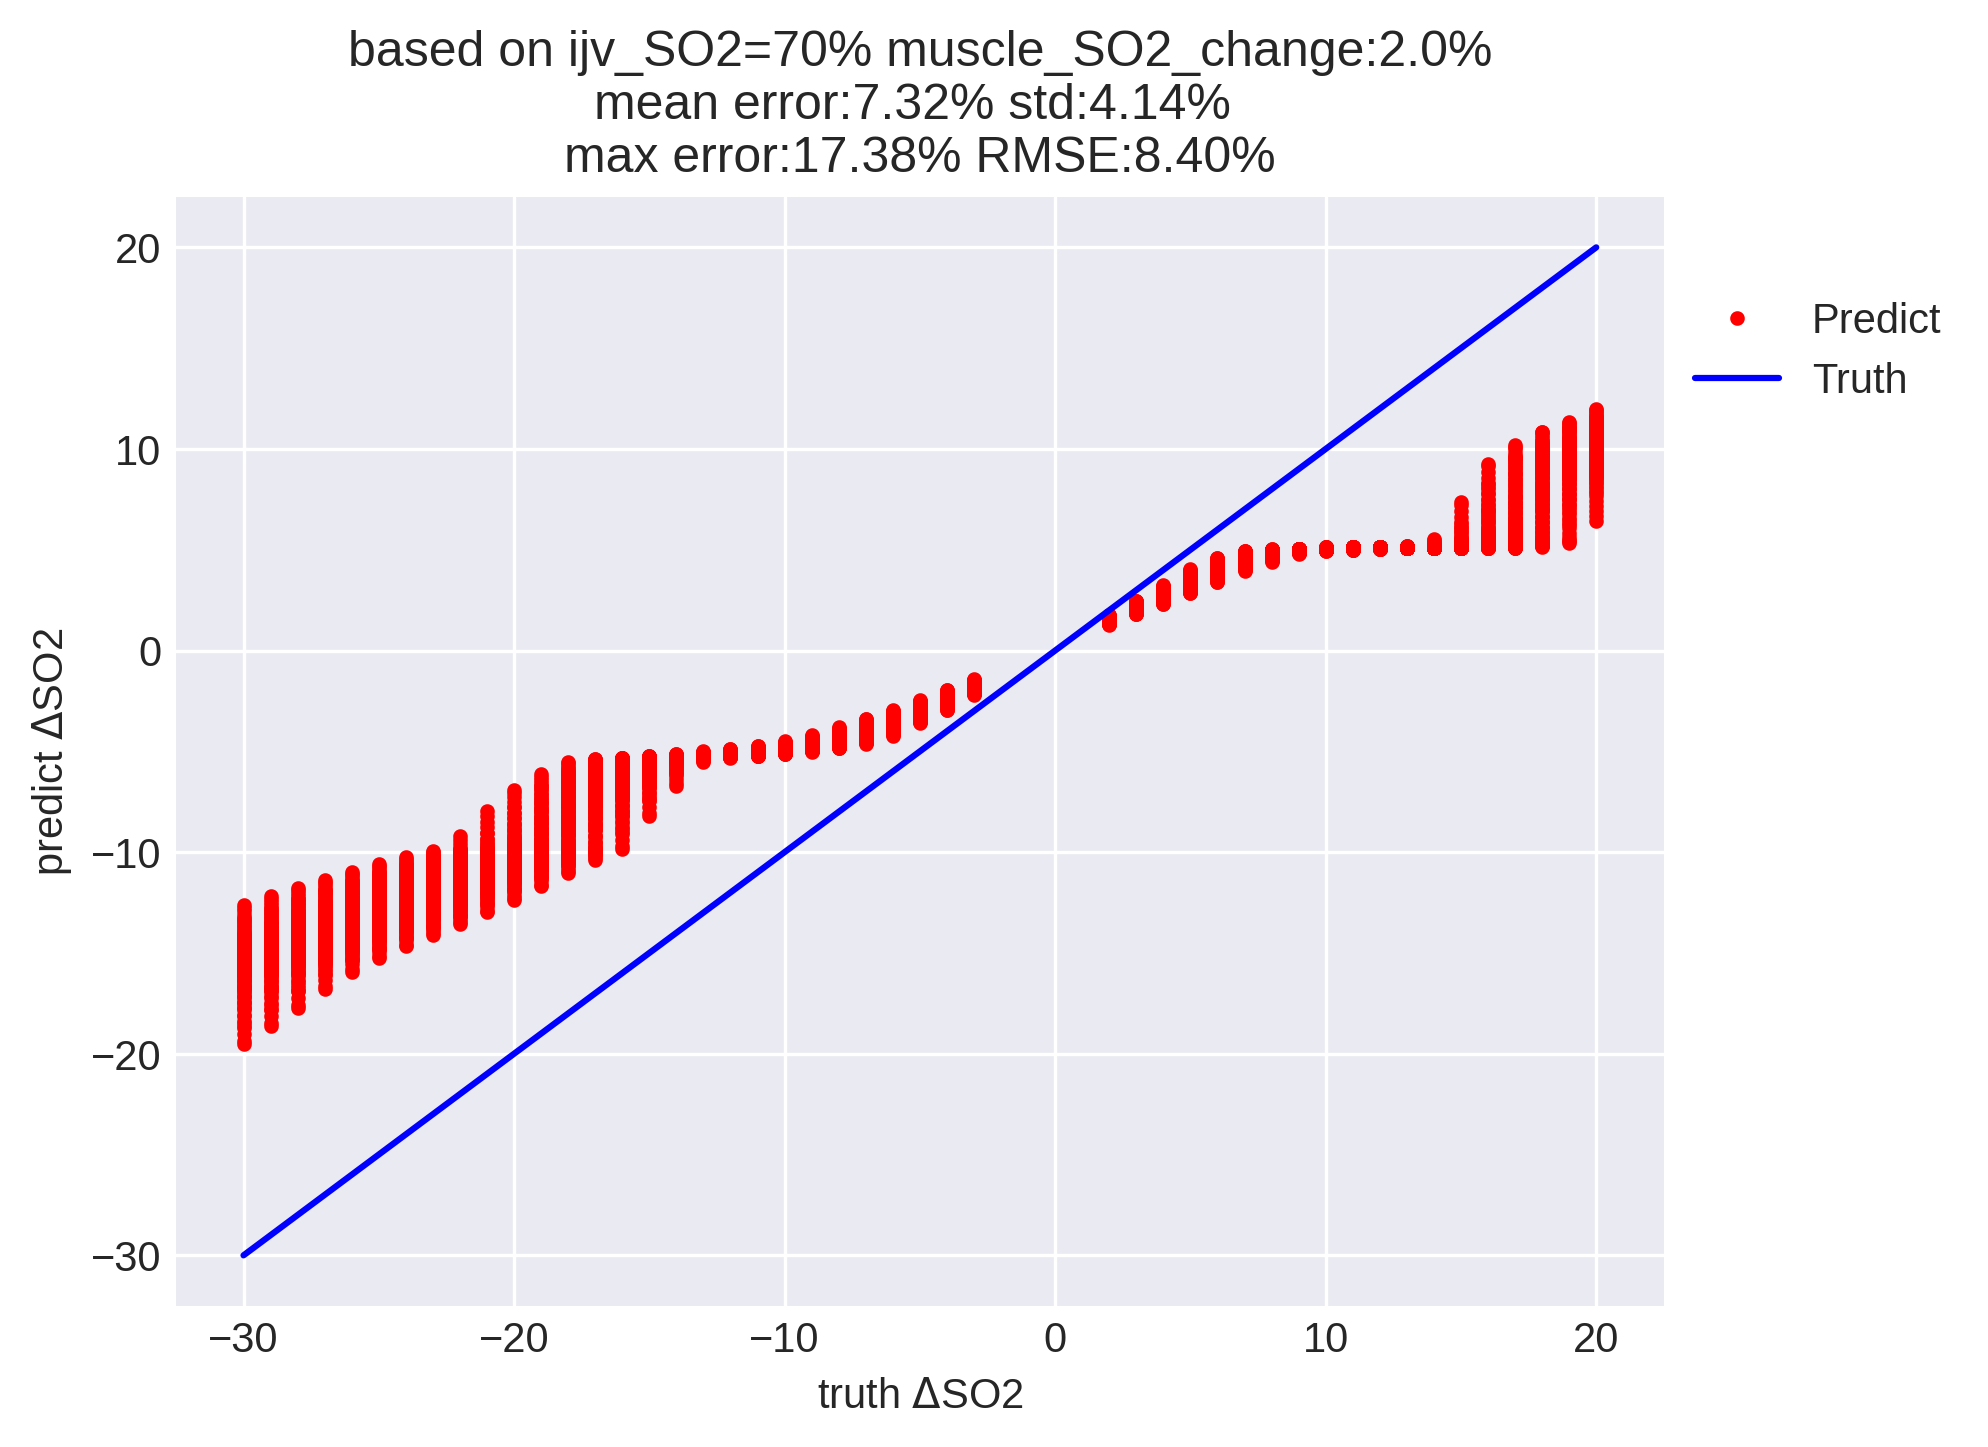 based on ijv_SO2=70% muscle_SO2_change:2.0%
mean error:7.32% std:4.14%
max error:17.38% RMSE:8.40%
20
10
0
−10
−20
−30
predict ΔSO2
−30
−20
−10
0
10
20
truth ΔSO2
Predict
Truth